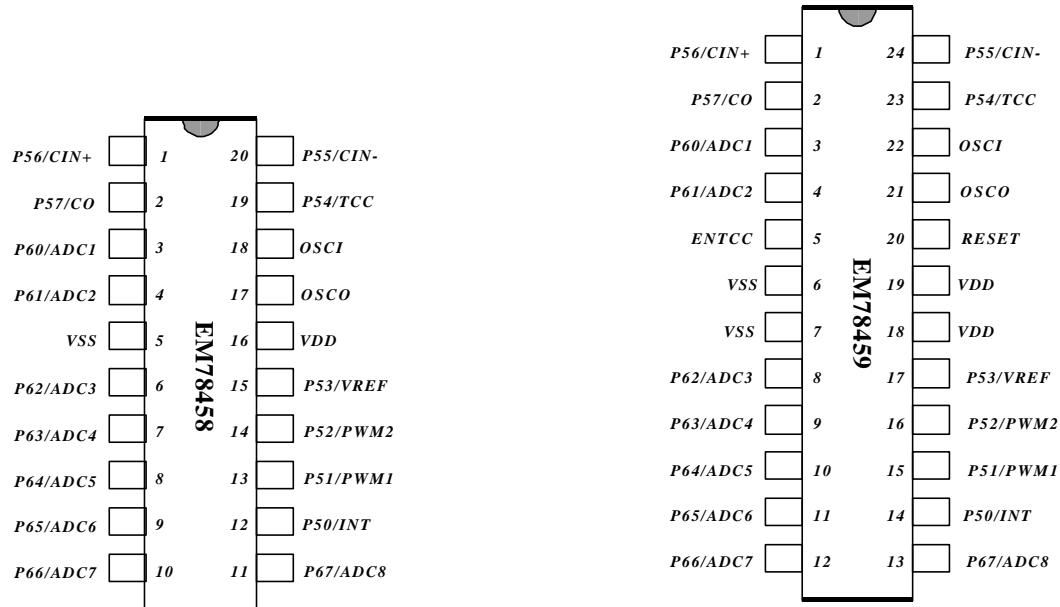 P56/CIN+ 1 20 P55/CIN-
P57/CO 2 19 P54/TCC
P60/ADC1 3 18 OSCI
P61/ADC2 4 17 OSCO
VSS 5 16 VDD
P62/ADC3 6 15 P53/VREF
P63/ADC4 7 14 P52/PWM2
P64/ADC5 8 13 P51/PWM1
P65/ADC6 9 12 P50/INT
P66/ADC7 10 11 P67/ADC8
EM78458
P56/CIN+ 1 24 P55/CIN-
P57/CO 2 23 P54/TCC
P60/ADC1 3 22 OSCI
P61/ADC2 4 21 OSCO
ENTCC 5 20 RESET
VSS 6 19 VDD
VSS 7 18 VDD
P62/ADC3 8 17 P53/VREF
P63/ADC4 9 16 P52/PWM2
P64/ADC5 10 15 P51/PWM1
P65/ADC6 11 14 P50/INT
P66/ADC7 12 13 P67/ADC8
EM78459